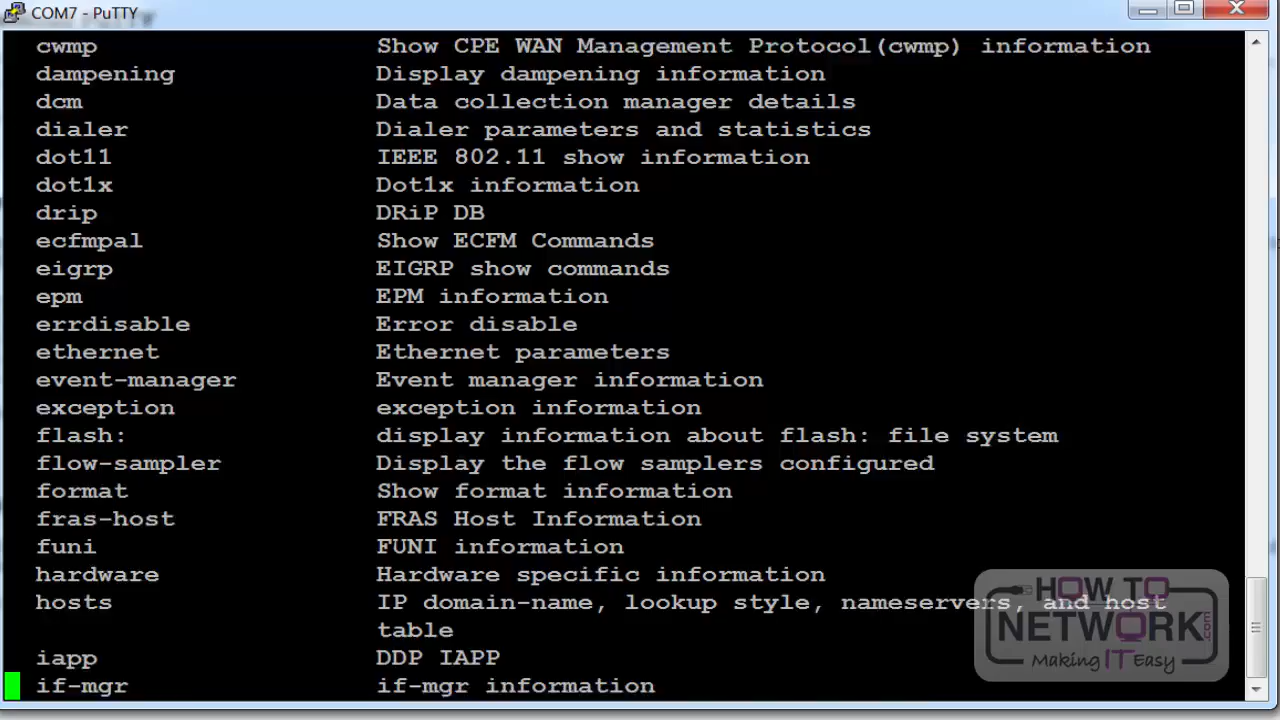 COM7 - PuTTY
cwmp Show CPE WAN Management Protocol(cwmp) information
dampening Display dampening information
dcm Data collection manager details
dialer Dialer parameters and statistics
dot11 IEEE 802.11 show information
dot1x Dot1x information
drip DRiP DB
ecfmpal Show ECFM Commands
eigrp EIGRP show commands
epm EPM information
errdisable Error disable
ethernet Ethernet parameters
event-manager Event manager information
exception exception information
flash: display information about flash: file system
flow-sampler Display the flow samplers configured
format Show format information
fras-host FRAS Host Information
funi FUNI information
hardware Hardware specific information
hosts IP domain-name, lookup style, nameservers, and host
table
iapp DDP IAPP
if-mgr if-mgr information
HOW TO
NETWORK.com
Making IT Easy